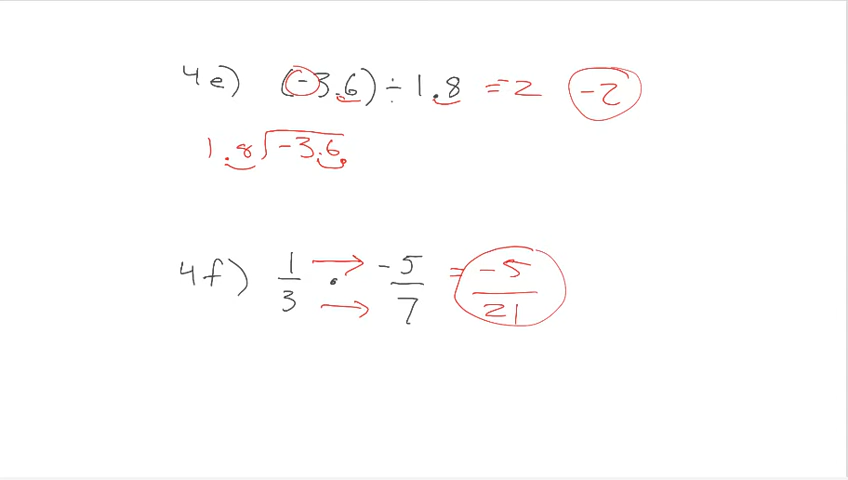 4e) (-3.6) ÷ 1.8 = 2 -2
1.8 -3.6
4f) 1/3 · -5/7 = -5/21